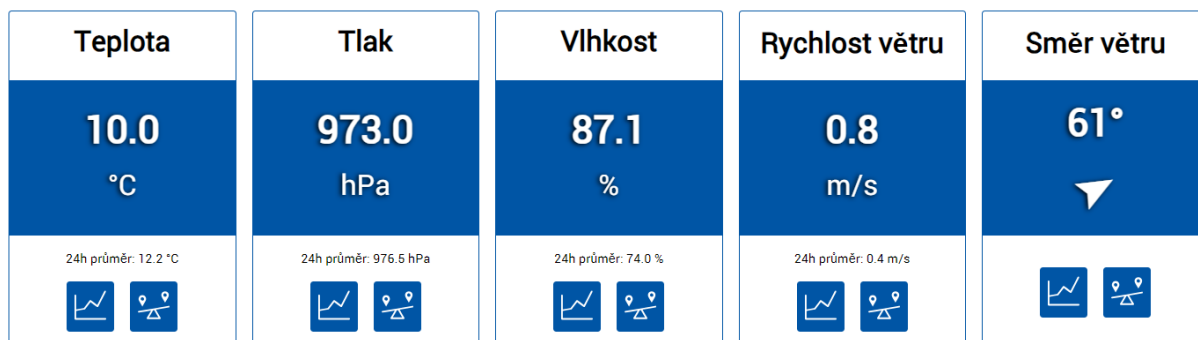 Teplota
10.0
°C
24h průměr: 12.2 °C
Tlak
973.0
hPa
24h průměr: 976.5 hPa
Vlhkost
87.1
%
24h průměr: 74.0 %
Rychlost větru
0.8
m/s
24h průměr: 0.4 m/s
Směr větru
61°